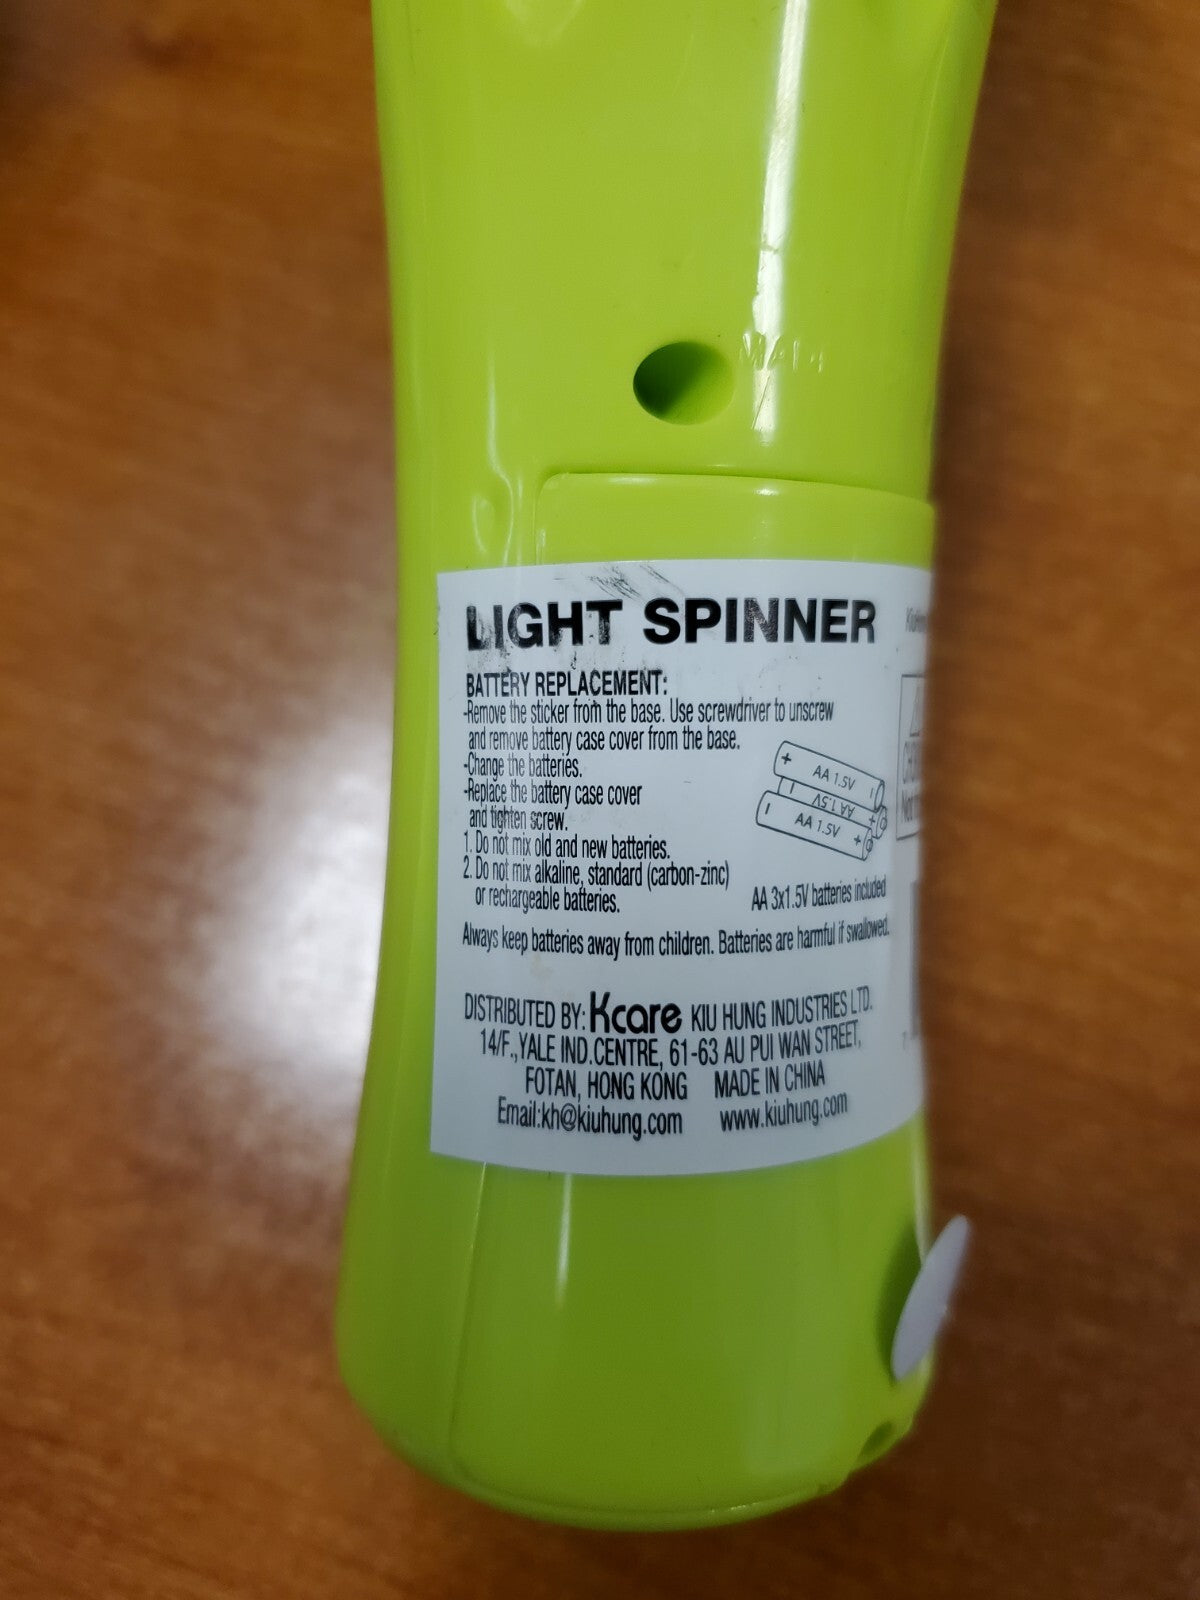 LIGHT SPINNER
BATTERY REPLACEMENT:
-Remove the sticker from the base. Use screwdriver to unscrew
and remove battery case cover from the base.
-Change the batteries.
-Replace the battery case cover
and tighten screw.
1. Do not mix old and new batteries.
2. Do not mix alkaline, standard (carbon-zinc)
or rechargeable batteries.
+ AA 1.5V -
- AA 1.5V +
- AA 1.5V +
AA 3x1.5V batteries included
Always keep batteries away from children. Batteries are harmful if swallowed.
DISTRIBUTED BY: Kcare KIU HUNG INDUSTRIES LTD.
14/F.,YALE IND.CENTRE, 61-63 AU PUI WAN STREET,
FOTAN, HONG KONG MADE IN CHINA
Email:kh@kiuhung.com www.kiuhung.com